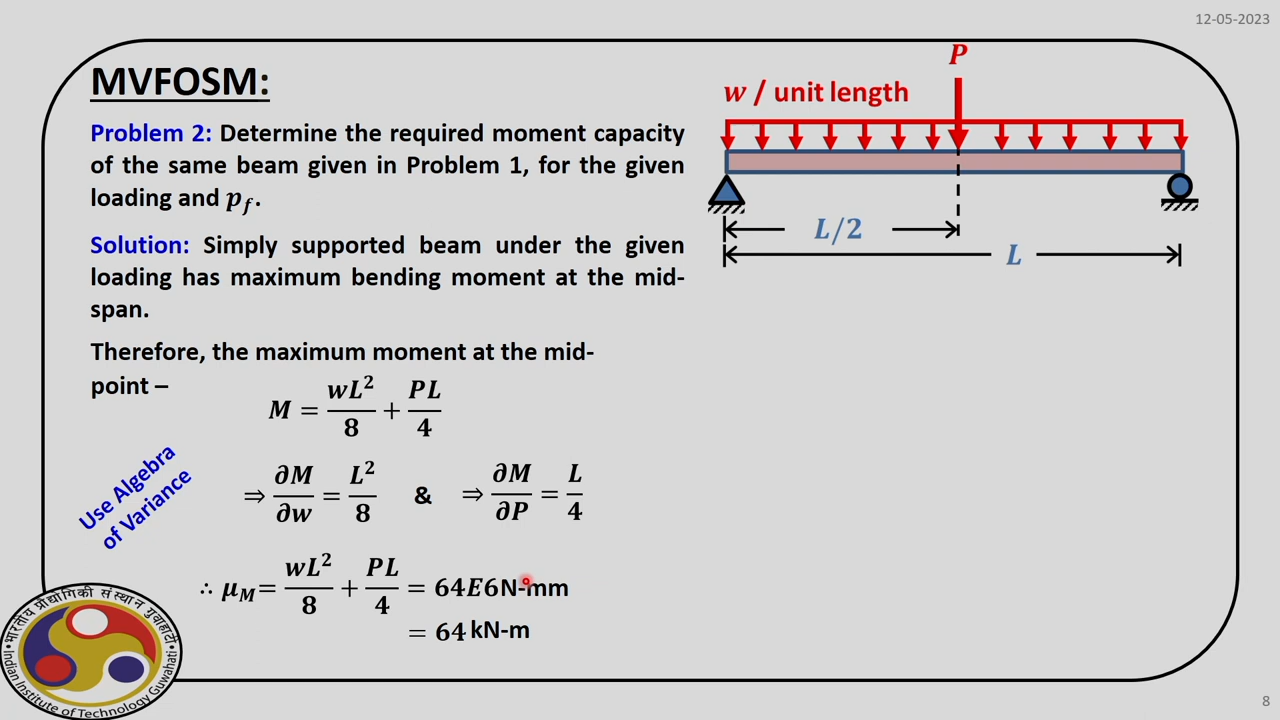 12-05-2023
MVFOSM:
Problem 2: Determine the required moment capacity
of the same beam given in Problem 1, for the given
loading and p_f.
Solution: Simply supported beam under the given
loading has maximum bending moment at the mid-
span.
Therefore, the maximum moment at the mid-
point –
M = wL²/8 + PL/4
Use Algebra
of Variance
⇒ ∂M/∂w = L²/8 & ⇒ ∂M/∂P = L/4
∴ μ_M = wL²/8 + PL/4 = 64E6N-mm
= 64 kN-m
P
w / unit length
L/2
L
भारतीय प्रौद्योगिकी संस्थान गुवाहाटी
Indian Institute of Technology Guwahati
8